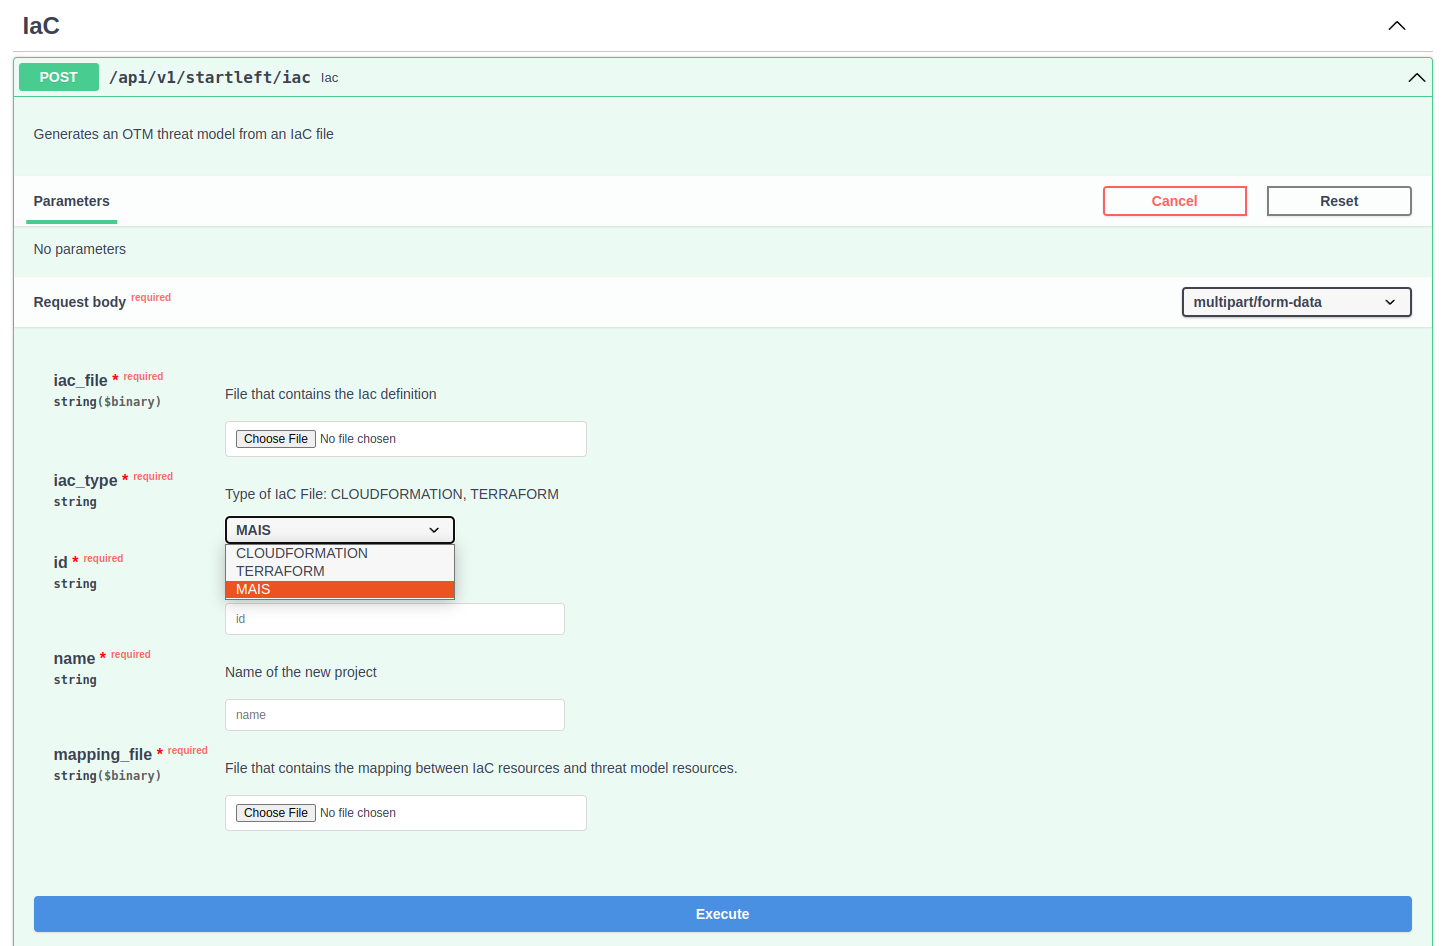 IaC
POST /api/v1/startleft/iac Iac
Generates an OTM threat model from an IaC file
Parameters Cancel Reset
No parameters
Request body required multipart/form-data
iac_file * required
string($binary)
File that contains the Iac definition
Choose File No file chosen
iac_type * required
string
Type of IaC File: CLOUDFORMATION, TERRAFORM
MAIS
CLOUDFORMATION
TERRAFORM
MAIS
id * required
string
id
name * required
string
Name of the new project
name
mapping_file * required
string($binary)
File that contains the mapping between IaC resources and threat model resources.
Choose File No file chosen
Execute